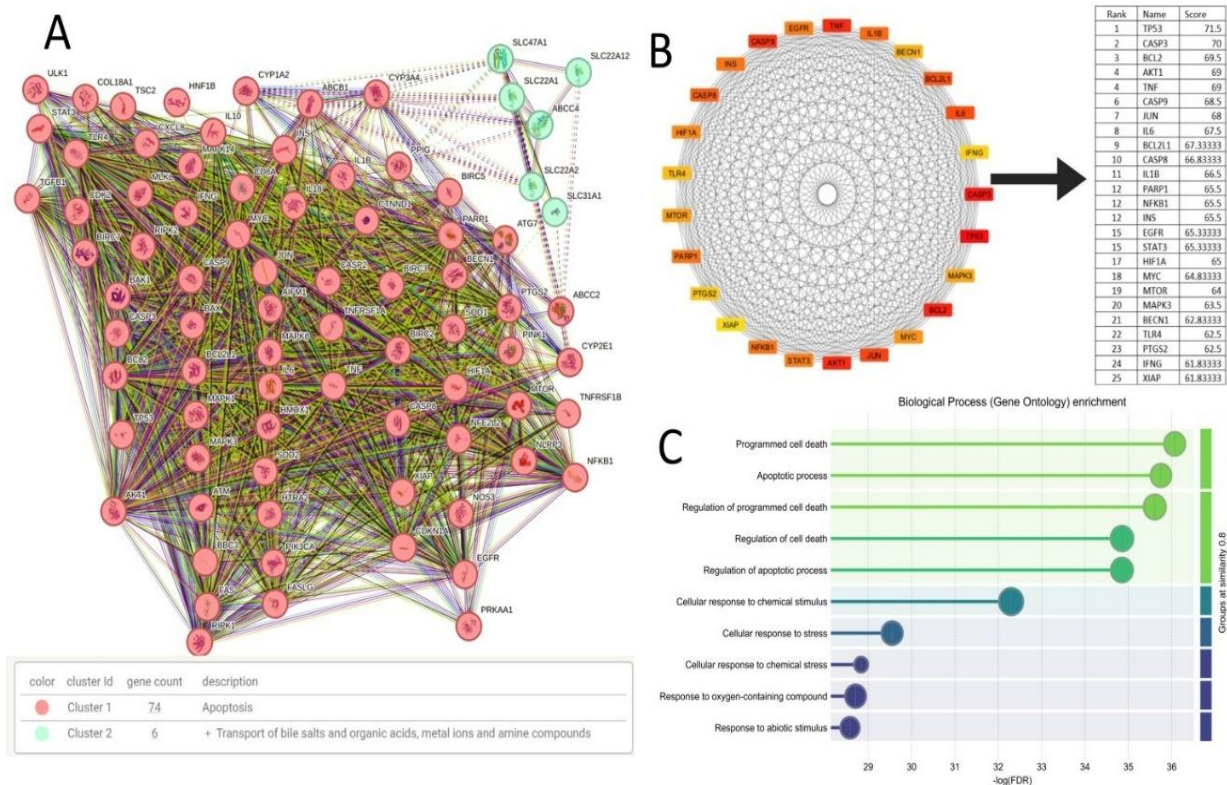 A
ULK1
COL18A1
TSC2
HNF1B
CYP1A2
ABCB1
CYP3A4
SLC47A1
SLC22A12
SLC22A1
ABCC4
STAT3
TLR4
CXCL8
IL10
MAPK14
INS
IL1B
PPIG
SLC22A2
SLC31A1
TGFB1
CDK2
MLKL
IFNG
IL18
CTNND1
BIRC5
PARP1
ATG7
BIRC7
RIPK2
MYC
BECN1
BAK1
CASP9
JUN
CASP2
BIRC3
PTGS2
ABCC2
CASP3
BAX
AIFM1
TNFRSF1A
SOD1
PINK1
BCL2
BCL2L1
MAPK8
BIRC2
CYP2E1
IL6
TNF
HIF1A
MTOR
TP53
MAPK1
HMOX1
CASP8
NFE2L2
TNFRSF1B
MAPK3
SOD2
NLRP3
NFKB1
AKT1
ATM
HTRA2
XIAP
NOS3
BBC3
PIK3CA
CDKN1A
EGFR
FAS
FASLG
PRKAA1
RIPK1
color cluster Id gene count description
Cluster 1 74 Apoptosis
Cluster 2 6 + Transport of bile salts and organic acids, metal ions and amine compounds
B
TNF
EGFR
IL1B
CASP9
BECN1
INS
BCL2L1
CASP8
IL6
HIF1A
IFNG
TLR4
CASP3
MTOR
TP53
PARP1
MAPK3
PTGS2
BCL2
XIAP
MYC
NFKB1
JUN
STAT3
AKT1
Rank Name Score
1 TP53 71.5
2 CASP3 70
3 BCL2 69.5
4 AKT1 69
4 TNF 69
6 CASP9 68.5
7 JUN 68
8 IL6 67.5
9 BCL2L1 67.33333
10 CASP8 66.83333
11 IL1B 66.5
12 PARP1 65.5
12 NFKB1 65.5
12 INS 65.5
15 EGFR 65.33333
15 STAT3 65.33333
17 HIF1A 65
18 MYC 64.83333
19 MTOR 64
20 MAPK3 63.5
21 BECN1 62.83333
22 TLR4 62.5
23 PTGS2 62.5
24 IFNG 61.83333
25 XIAP 61.83333
C
Biological Process (Gene Ontology) enrichment
Programmed cell death
Apoptotic process
Regulation of programmed cell death
Regulation of cell death
Regulation of apoptotic process
Cellular response to chemical stimulus
Cellular response to stress
Cellular response to chemical stress
Response to oxygen-containing compound
Response to abiotic stimulus
29 30 31 32 33 34 35 36
-log(FDR)
Groups at similarity 0.8